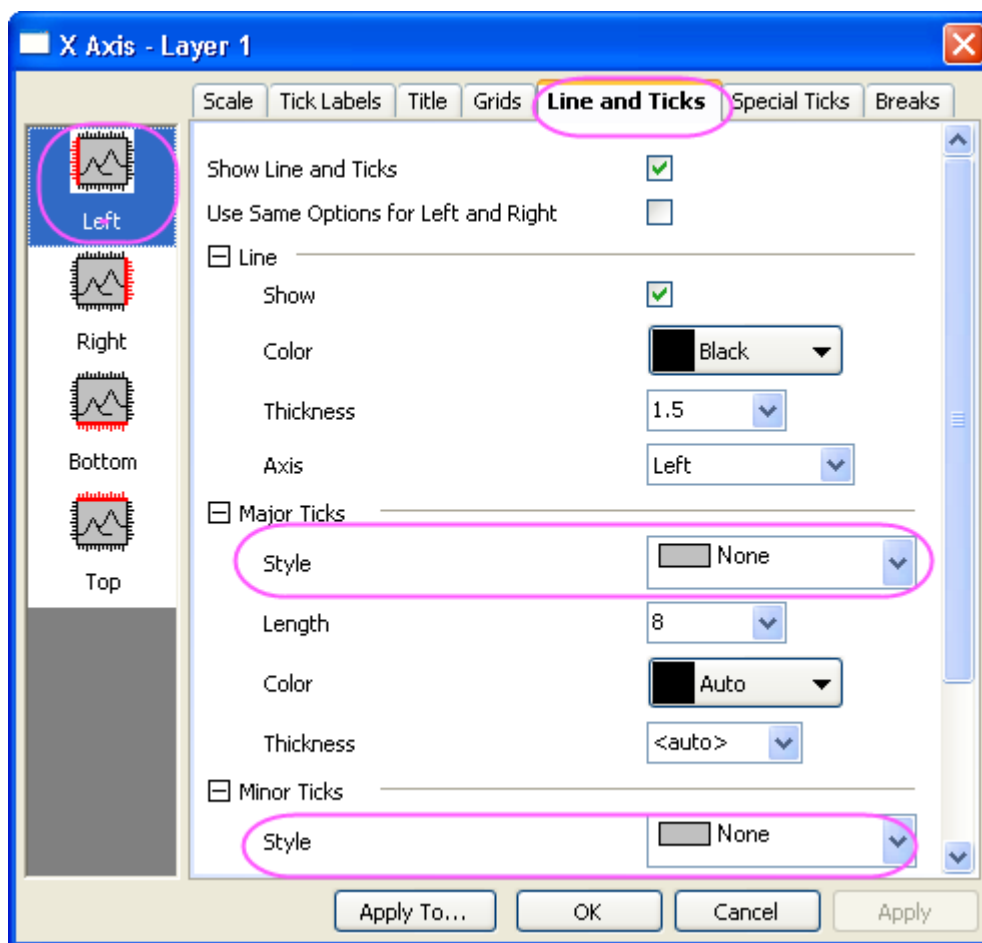 X Axis - Layer 1
Scale Tick Labels Title Grids Line and Ticks Special Ticks Breaks
Left
Right
Bottom
Top
Show Line and Ticks
Use Same Options for Left and Right
Line
Show
Color Black
Thickness 1.5
Axis Left
Major Ticks
Style None
Length 8
Color Auto
Thickness <auto>
Minor Ticks
Style None
Apply To... OK Cancel Apply